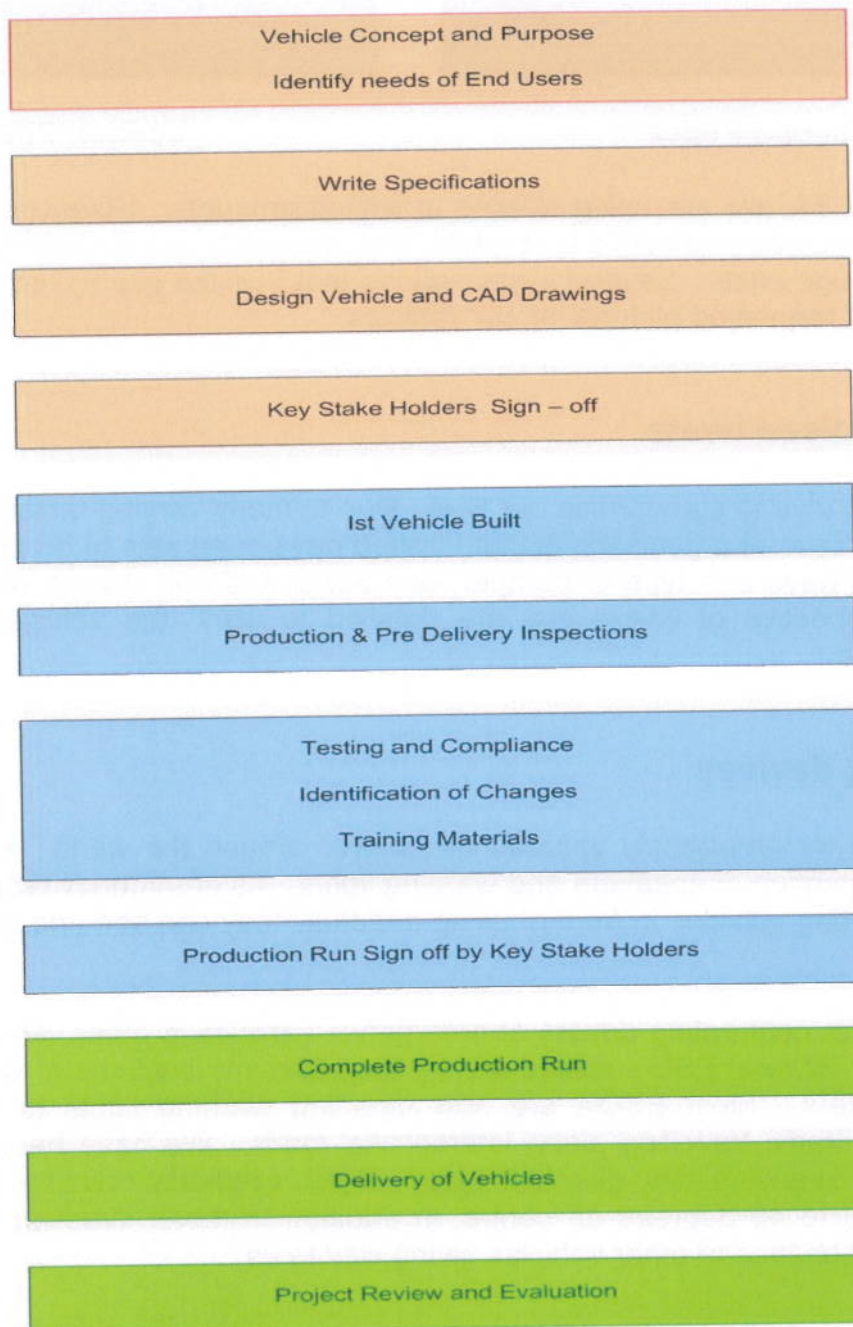 Vehicle Concept and Purpose
Identify needs of End Users
Write Specifications
Design Vehicle and CAD Drawings
Key Stake Holders Sign – off
Ist Vehicle Built
Production & Pre Delivery Inspections
Testing and Compliance
Identification of Changes
Training Materials
Production Run Sign off by Key Stake Holders
Complete Production Run
Delivery of Vehicles
Project Review and Evaluation